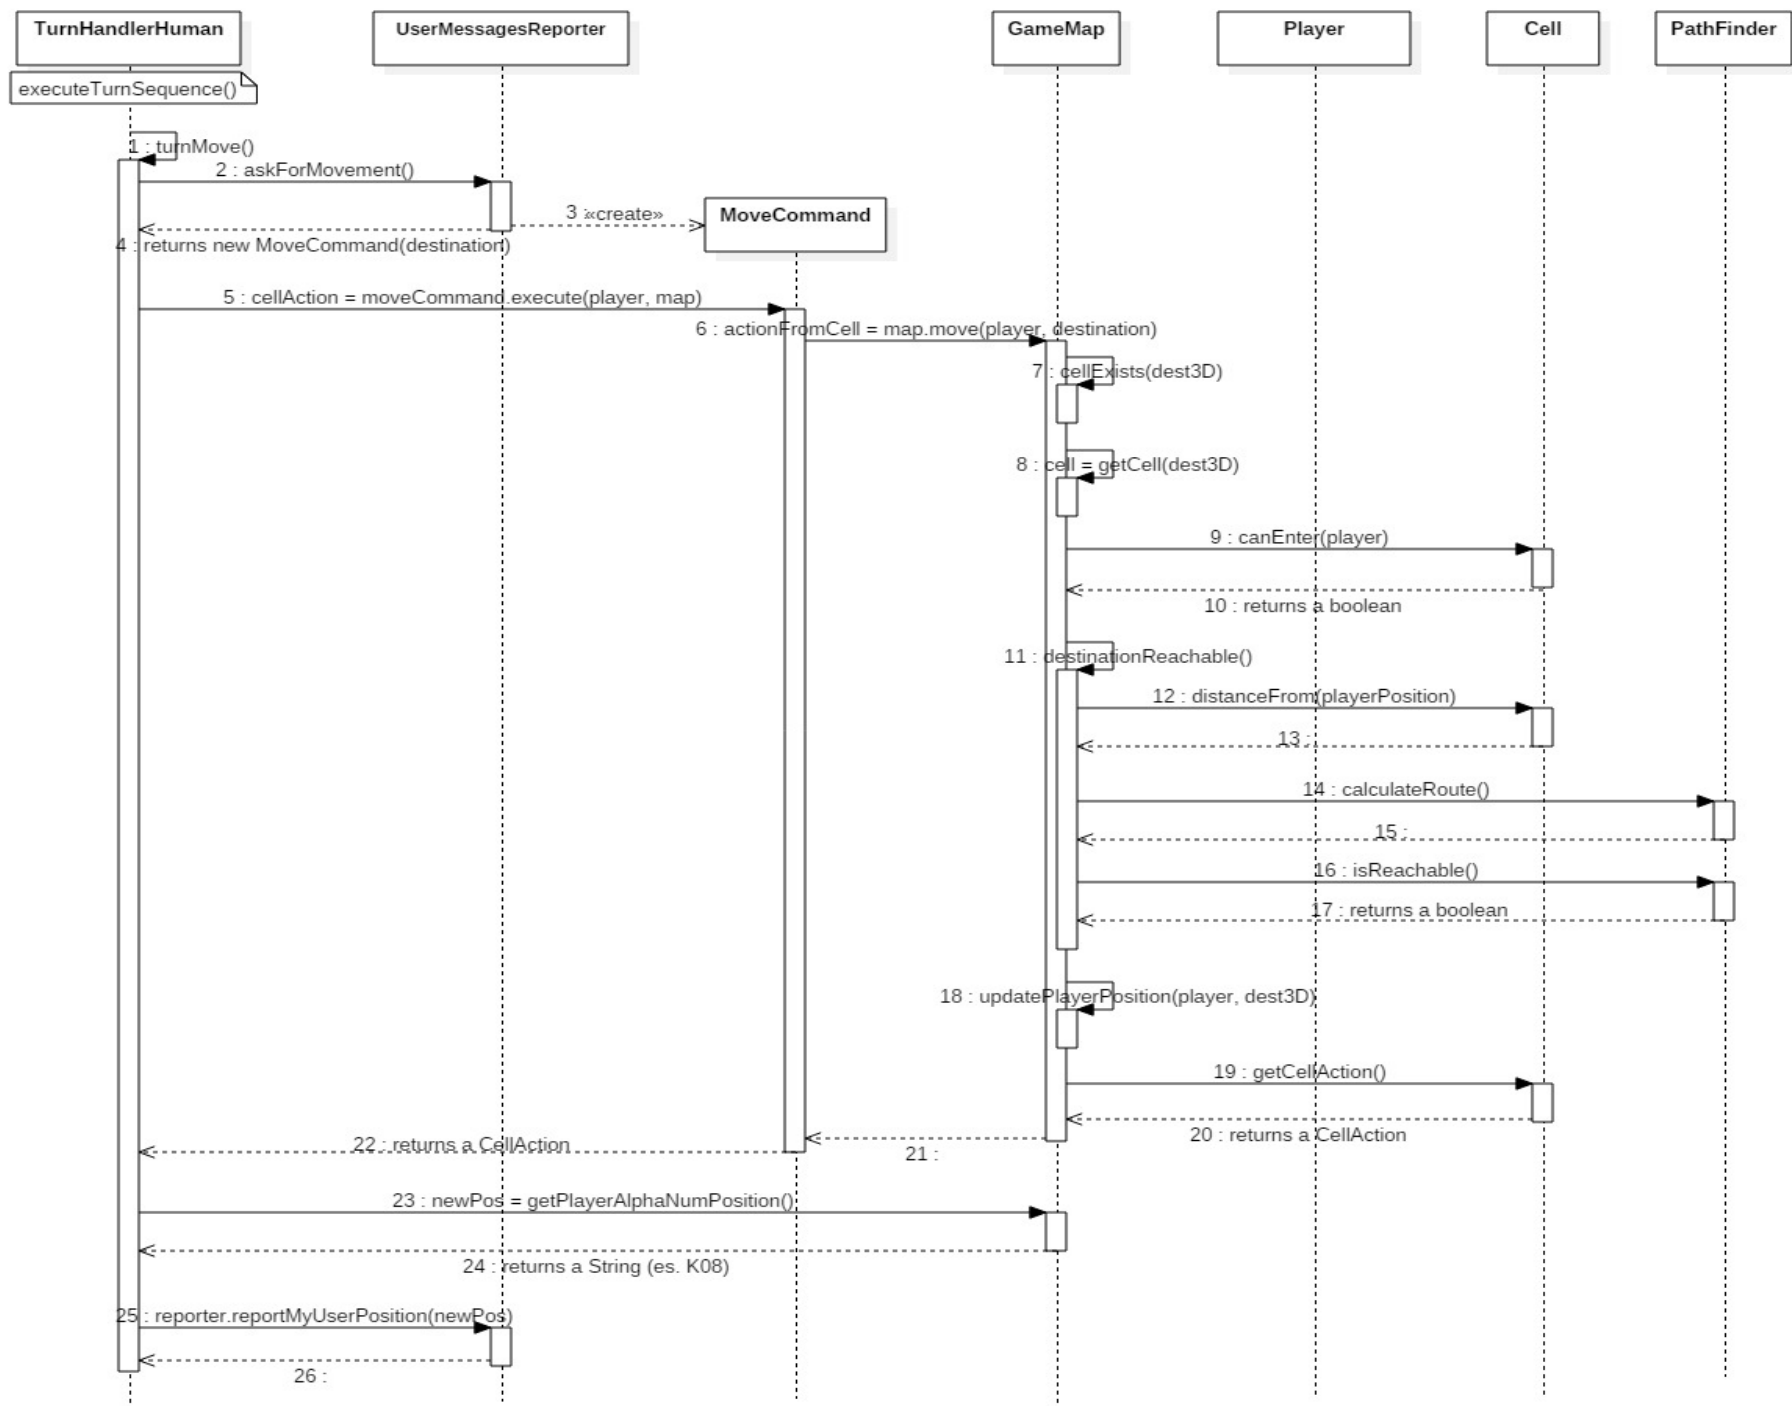 TurnHandlerHuman
UserMessagesReporter
GameMap
Player
Cell
PathFinder
executeTurnSequence()
1 : turnMove()
2 : askForMovement()
3 : «create»
MoveCommand
4 : returns new MoveCommand(destination)
5 : cellAction = moveCommand.execute(player, map)
6 : actionFromCell = map.move(player, destination)
7 : cellExists(dest3D)
8 : cell = getCell(dest3D)
9 : canEnter(player)
10 : returns a boolean
11 : destinationReachable()
12 : distanceFrom(playerPosition)
13 :
14 : calculateRoute()
15 :
16 : isReachable()
17 : returns a boolean
18 : updatePlayerPosition(player, dest3D)
19 : getCellAction()
20 : returns a CellAction
21 :
22 : returns a CellAction
23 : newPos = getPlayerAlphaNumPosition()
24 : returns a String (es. K08)
25 : reporter.reportMyUserPosition(newPos)
26 :